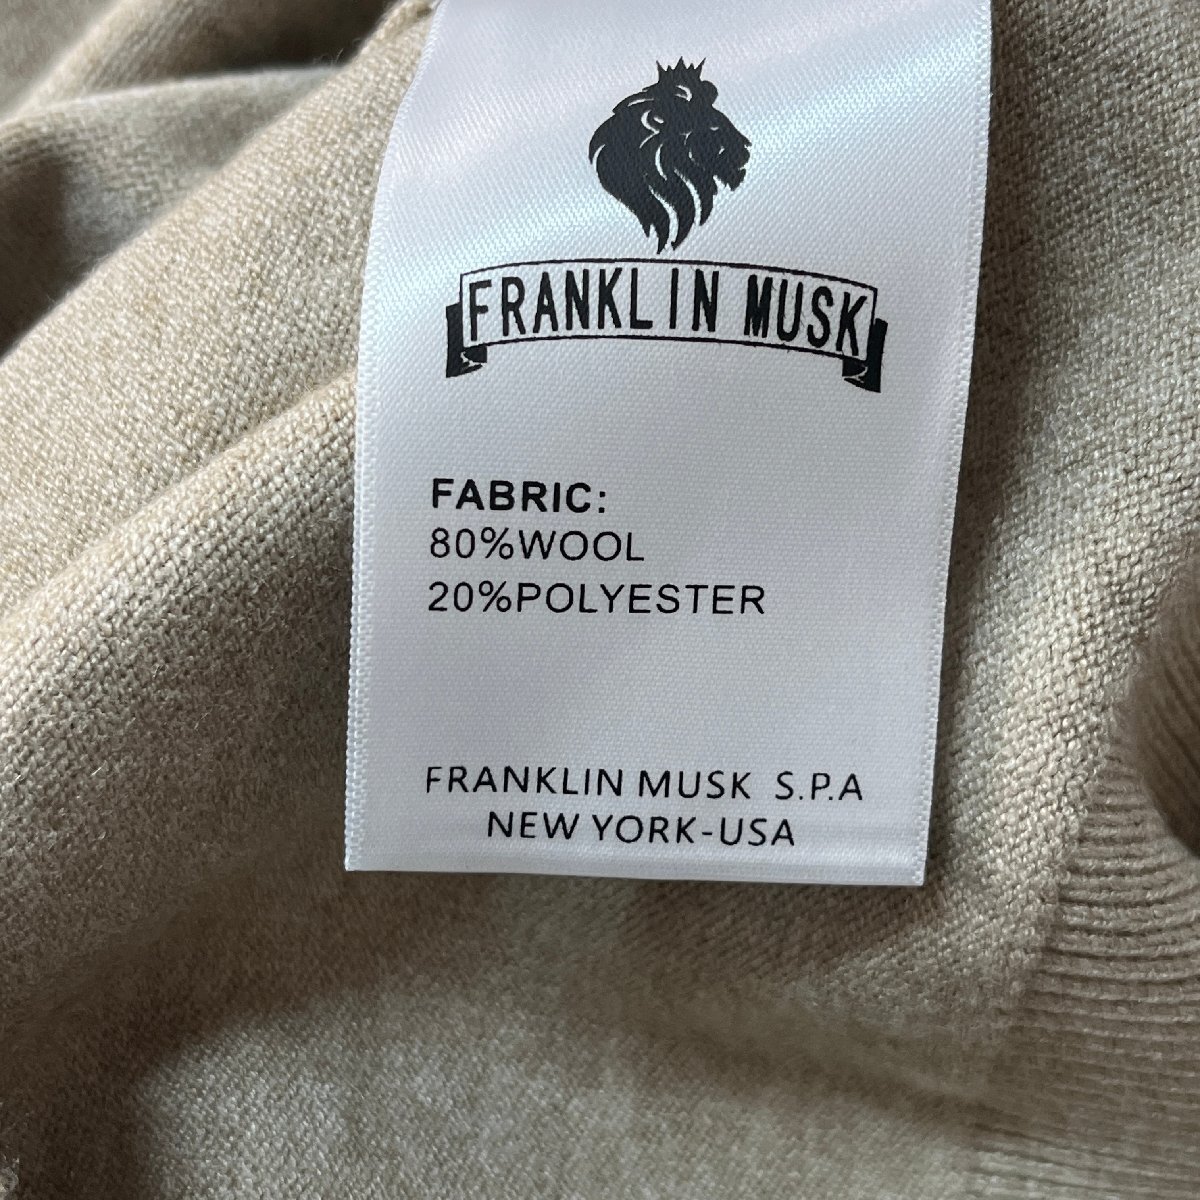 FRANKLIN MUSK
FABRIC:
80%WOOL
20%POLYESTER
FRANKLIN MUSK S.P.A
NEW YORK-USA